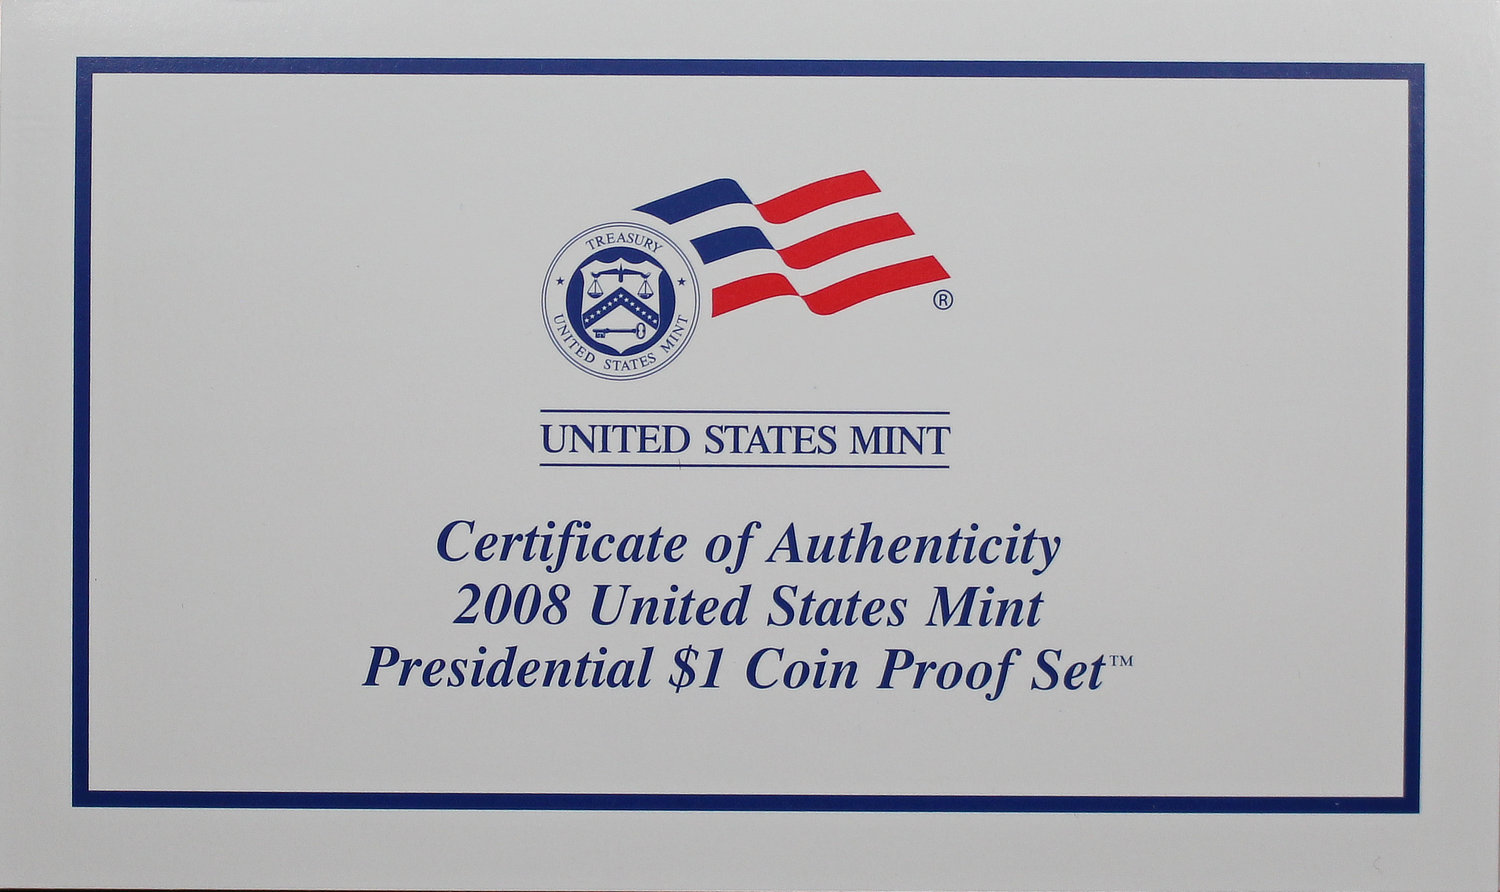 TREASURY
UNITED STATES MINT
®
UNITED STATES MINT
Certificate of Authenticity
2008 United States Mint
Presidential $1 Coin Proof Set™